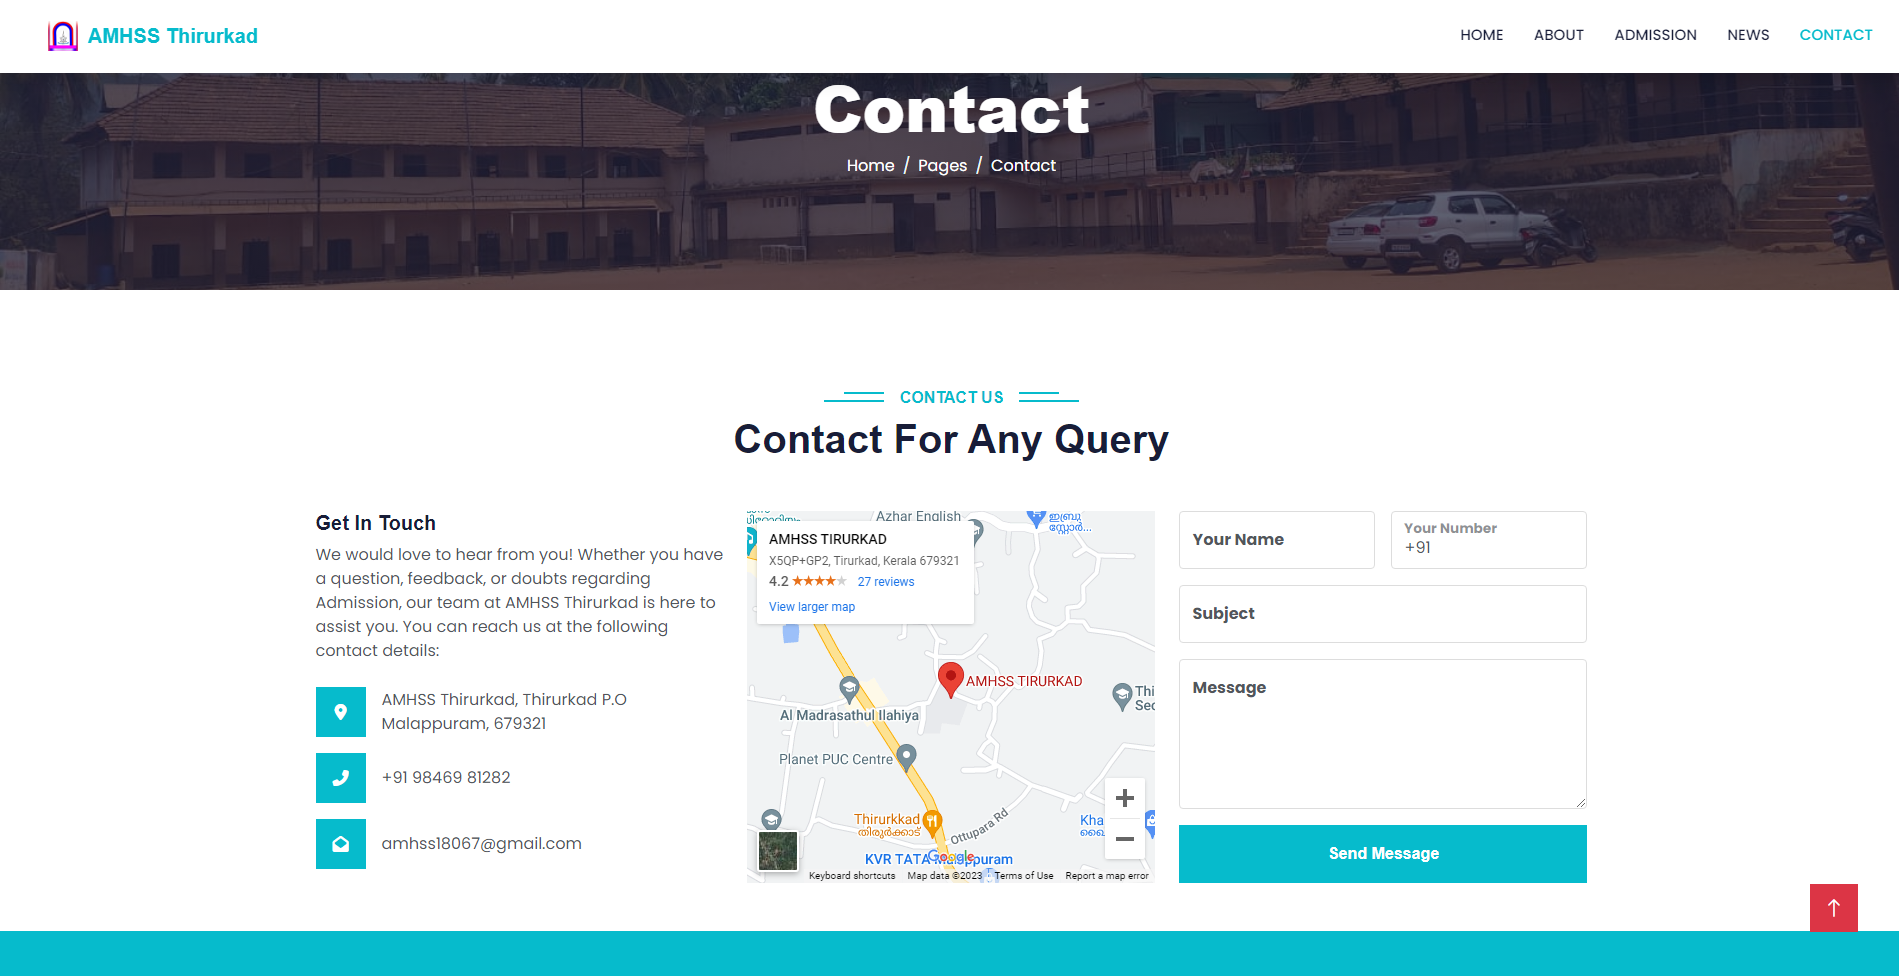 AMHSS Thirurkad
HOME
ABOUT
ADMISSION
NEWS
CONTACT
Contact
Home / Pages / Contact
CONTACT US
Contact For Any Query
Get In Touch
We would love to hear from you! Whether you have
a question, feedback, or doubts regarding
Admission, our team at AMHSS Thirurkad is here to
assist you. You can reach us at the following
contact details:
AMHSS Thirurkad, Thirurkad P.O
Malappuram, 679321
+91 98469 81282
amhss18067@gmail.com
Azhar English
ഇബ്രു
സ്റ്റോർ...
AMHSS TIRURKAD
X5QP+GP2, Tirurkad, Kerala 679321
4.2
27 reviews
View larger map
AMHSS TIRURKAD
Al Madrasathul Ilahiya
Thi
Sec
Planet PUC Centre
Thirurkkad
തിരൂർക്കാട്
Ottupara Rd
Kha
KVR TATA Malappuram
Google
Keyboard shortcuts
Map data ©2023
Terms of Use
Report a map error
Your Name
Your Number
+91
Subject
Message
Send Message